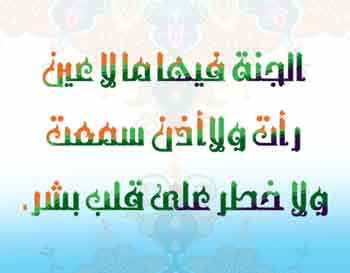 الجنة فيها ما لا عين
رأت ولا أذن سمعت
ولا خطر على قلب بشر.